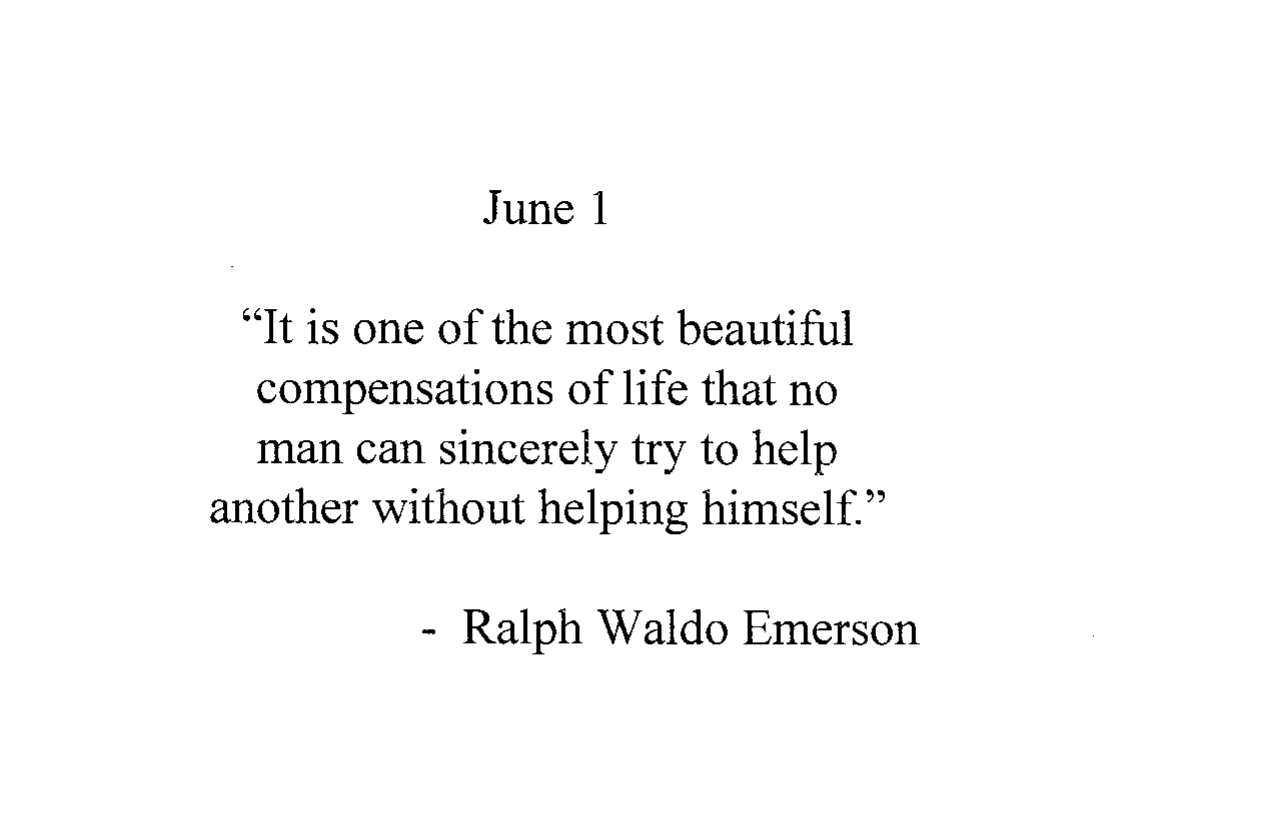 June 1
“It is one of the most beautiful
compensations of life that no
man can sincerely try to help
another without helping himself.”
- Ralph Waldo Emerson